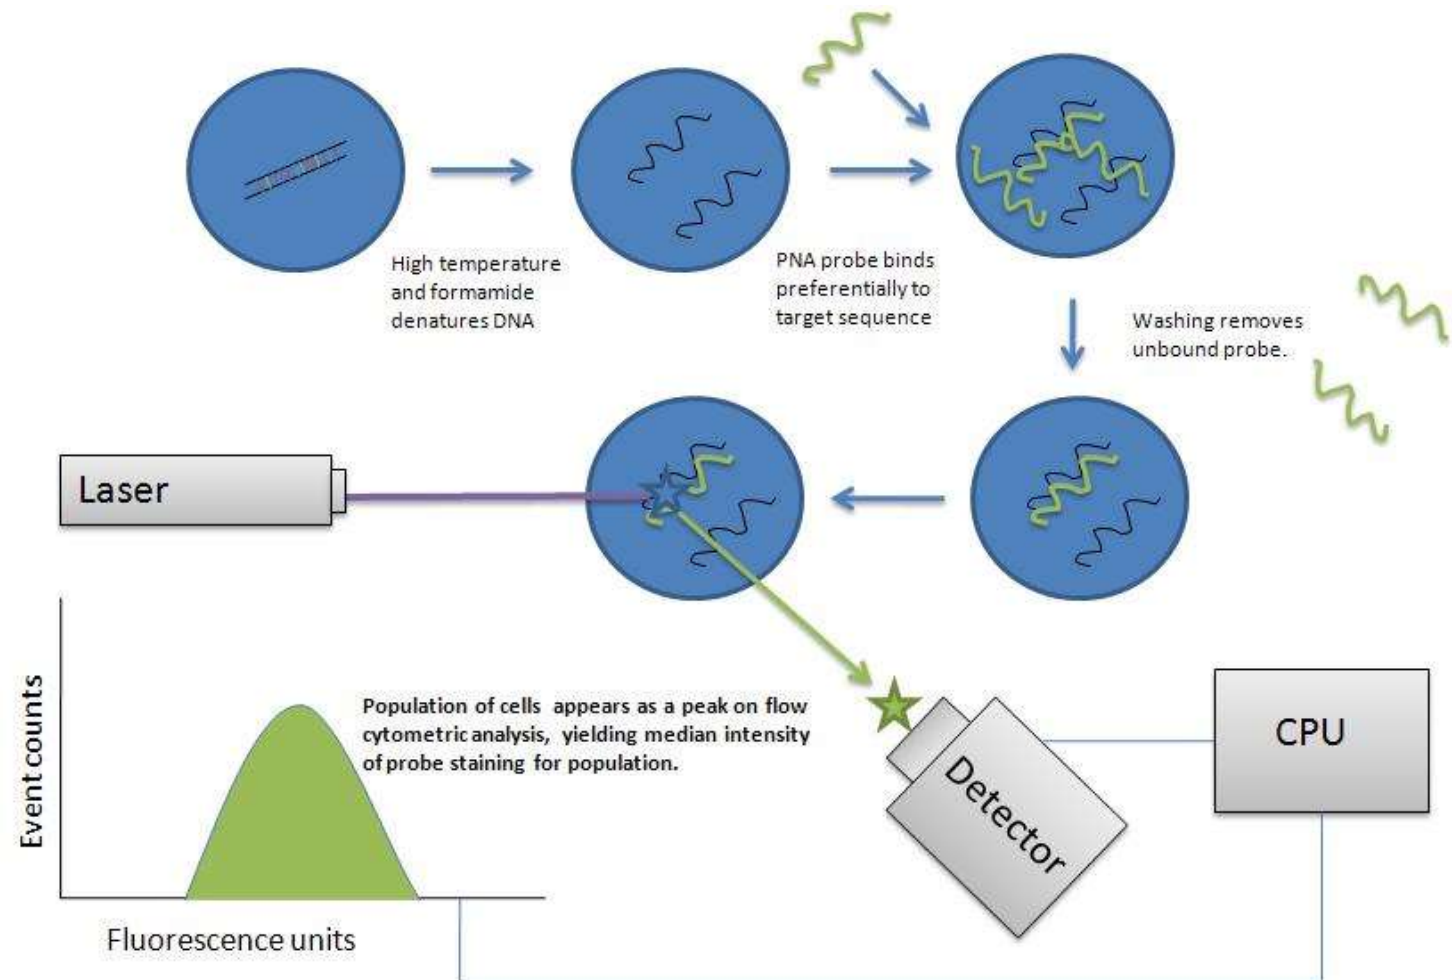 High temperature
and formamide
denatures DNA
PNA probe binds
preferentially to
target sequence
Washing removes
unbound probe.
Laser
Event counts
Population of cells appears as a peak on flow
cytometric analysis, yielding median intensity
of probe staining for population.
Detector
CPU
Fluorescence units